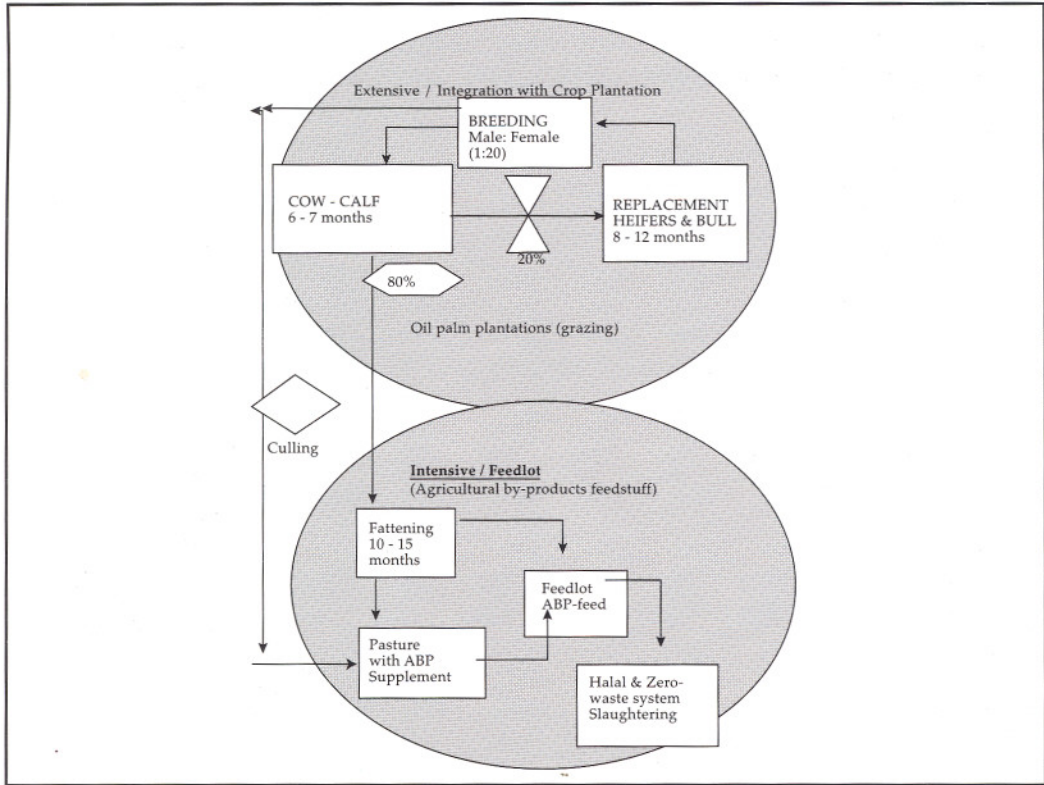 Extensive / Integration with Crop Plantation
BREEDING
Male: Female
(1:20)
COW - CALF
6 - 7 months
REPLACEMENT
HEIFERS & BULL
8 - 12 months
20%
80%
Oil palm plantations (grazing)
Culling
Intensive / Feedlot
(Agricultural by-products feedstuff)
Fattening
10 - 15
months
Feedlot
ABP-feed
Pasture
with ABP
Supplement
Halal & Zero-
waste system
Slaughtering